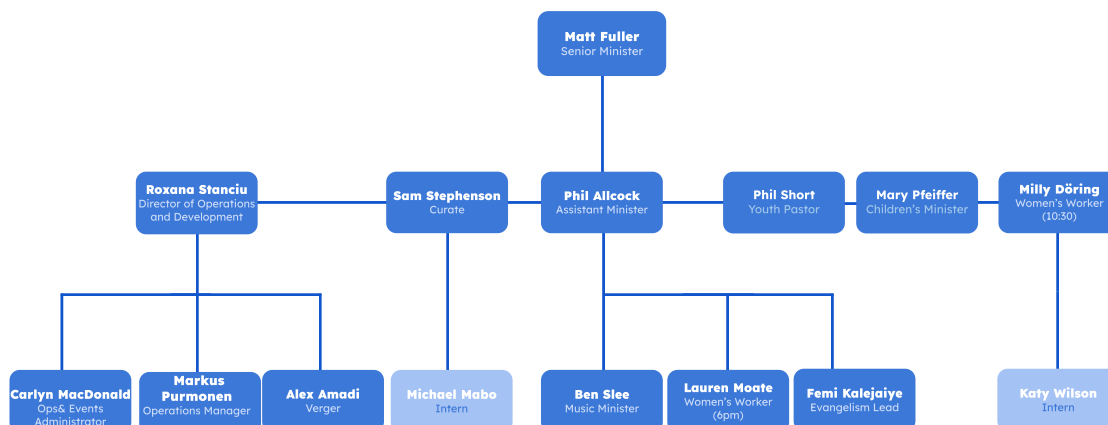 Matt Fuller
Senior Minister
Roxana Stanciu
Director of Operations
and Development
Sam Stephenson
Curate
Phil Allcock
Assistant Minister
Phil Short
Youth Pastor
Mary Pfeiffer
Children's Minister
Milly Döring
Women's Worker
(10:30)
Carlyn MacDonald
Ops& Events
Administrator
Markus
Purmonen
Operations Manager
Alex Amadi
Verger
Michael Mabo
Intern
Ben Slee
Music Minister
Lauren Moate
Women's Worker
(6pm)
Femi Kalejaiye
Evangelism Lead
Katy Wilson
Intern